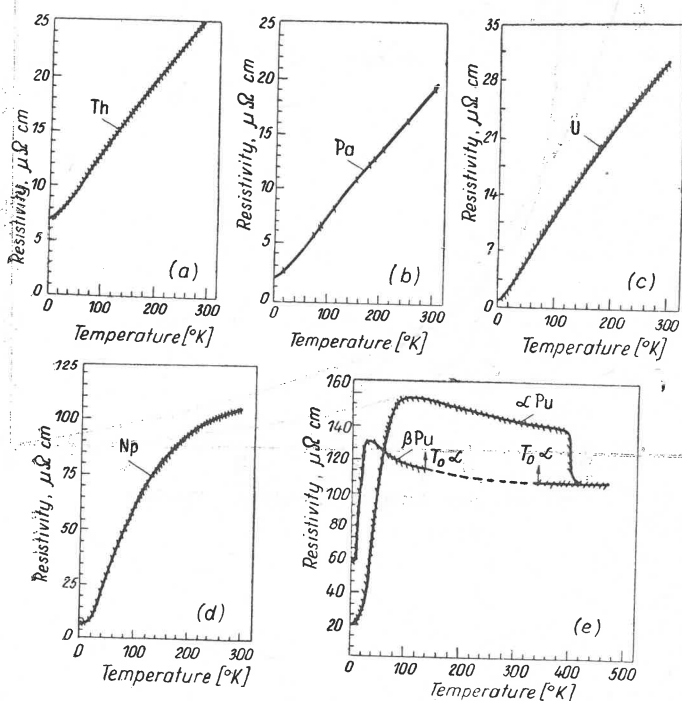 Resistivity, μΩ cm
25
20
15
10
5
0
Th
(a)
0 100 200 300
Temperature [°K]
Resistivity, μΩ cm
25
20
15
10
5
0
Pa
(b)
0 100 200 300
Temperature [°K]
Resistivity, μΩ cm
35
28
21
14
7
0
U
(c)
0 100 200 300
Temperature [°K]
Resistivity, μΩ cm
125
100
75
50
25
0
Np
(d)
0 100 200 300
Temperature [°K]
Resistivity, μΩ cm
160
140
120
100
80
60
40
20
αPu
βPu
T₀ α
T₀ α
(e)
0 100 200 300 400 500
Temperature [°K]